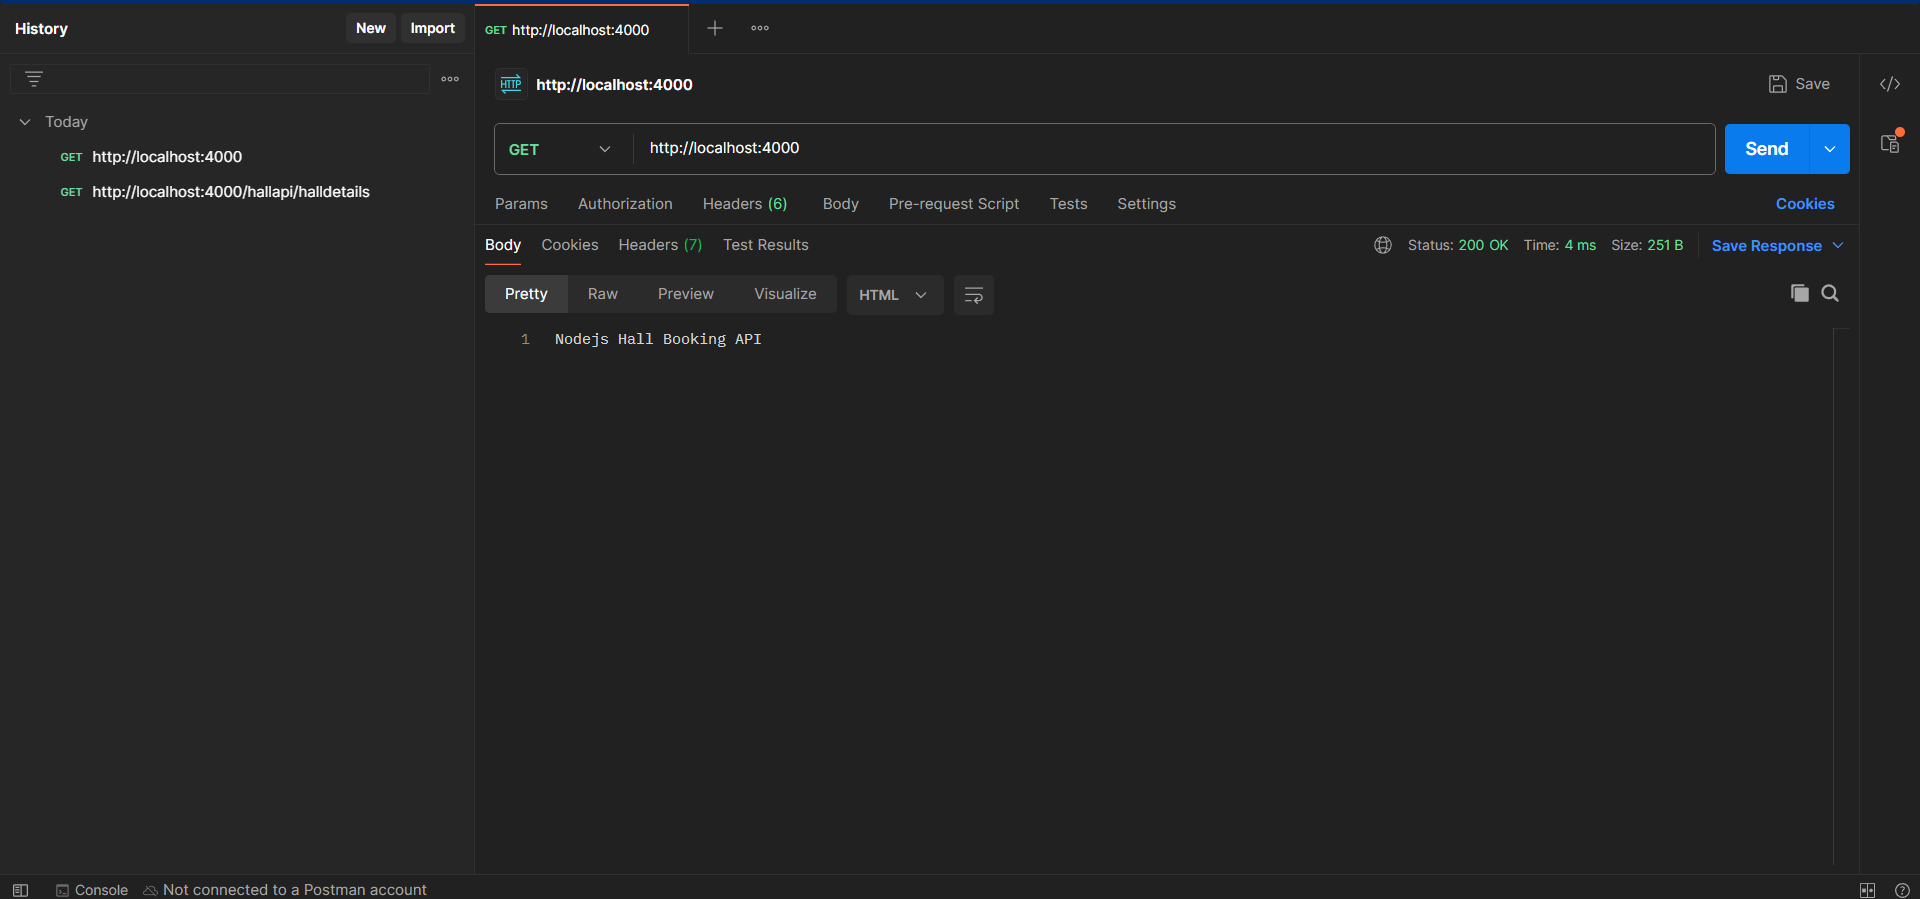 History
New
Import
Today
GET http://localhost:4000
GET http://localhost:4000/hallapi/halldetails
GET http://localhost:4000
HTTP http://localhost:4000
Save
GET http://localhost:4000
Send
Params Authorization Headers (6) Body Pre-request Script Tests Settings
Cookies
Body Cookies Headers (7) Test Results
Status: 200 OK Time: 4 ms Size: 251 B
Save Response
Pretty Raw Preview Visualize
HTML
1 Nodejs Hall Booking API
Console Not connected to a Postman account